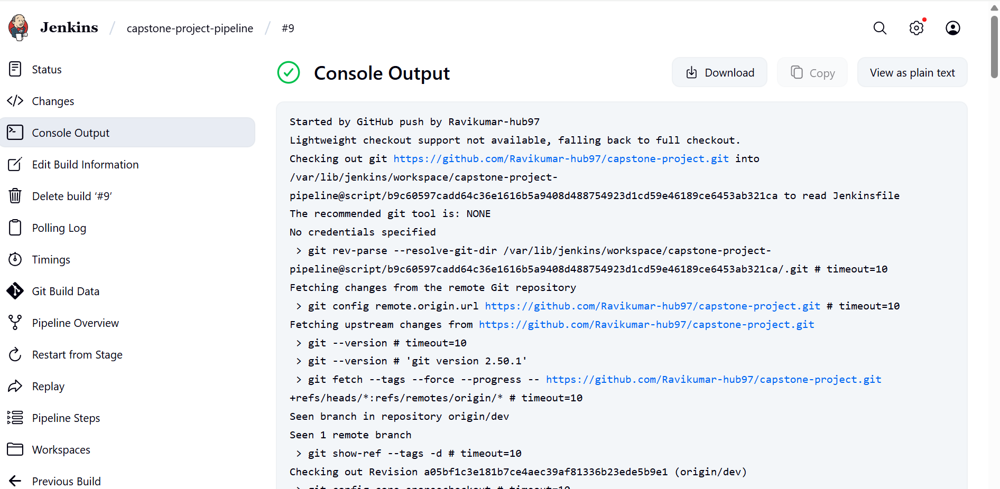 Jenkins / capstone-project-pipeline / #9
Status
Changes
Console Output
Edit Build Information
Delete build ‘#9’
Polling Log
Timings
Git Build Data
Pipeline Overview
Restart from Stage
Replay
Pipeline Steps
Workspaces
Previous Build
Console Output
Download
Copy
View as plain text
Started by GitHub push by Ravikumar-hub97
Lightweight checkout support not available, falling back to full checkout.
Checking out git https://github.com/Ravikumar-hub97/capstone-project.git into
/var/lib/jenkins/workspace/capstone-project-
pipeline@script/b9c60597cadd64c36e1616b5a9408d488754923d1cd59e46189ce6453ab321ca to read Jenkinsfile
The recommended git tool is: NONE
No credentials specified
> git rev-parse --resolve-git-dir /var/lib/jenkins/workspace/capstone-project-
pipeline@script/b9c60597cadd64c36e1616b5a9408d488754923d1cd59e46189ce6453ab321ca/.git # timeout=10
Fetching changes from the remote Git repository
> git config remote.origin.url https://github.com/Ravikumar-hub97/capstone-project.git # timeout=10
Fetching upstream changes from https://github.com/Ravikumar-hub97/capstone-project.git
> git --version # timeout=10
> git --version # 'git version 2.50.1'
> git fetch --tags --force --progress -- https://github.com/Ravikumar-hub97/capstone-project.git
+refs/heads/*:refs/remotes/origin/* # timeout=10
Seen branch in repository origin/dev
Seen 1 remote branch
> git show-ref --tags -d # timeout=10
Checking out Revision a05bf1c3e181b7ce4aec39af81336b23ede5b9e1 (origin/dev)
> git config core.sparsecheckout # timeout=10